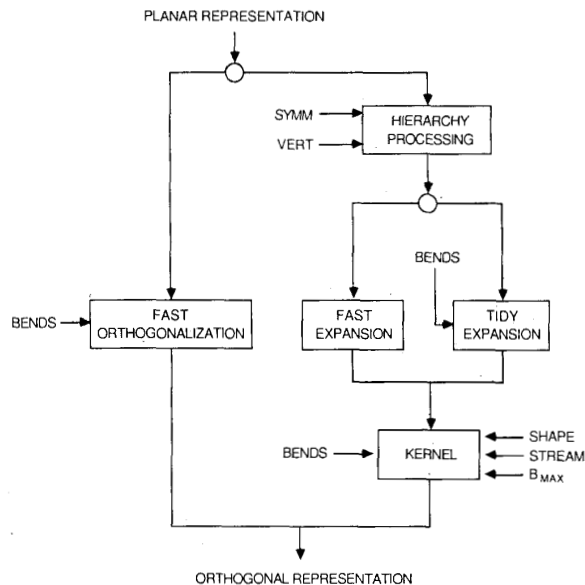 PLANAR REPRESENTATION
SYMM
VERT
HIERARCHY
PROCESSING
BENDS
BENDS
FAST
ORTHOGONALIZATION
FAST
EXPANSION
TIDY
EXPANSION
BENDS
KERNEL
SHAPE
STREAM
B MAX
ORTHOGONAL REPRESENTATION